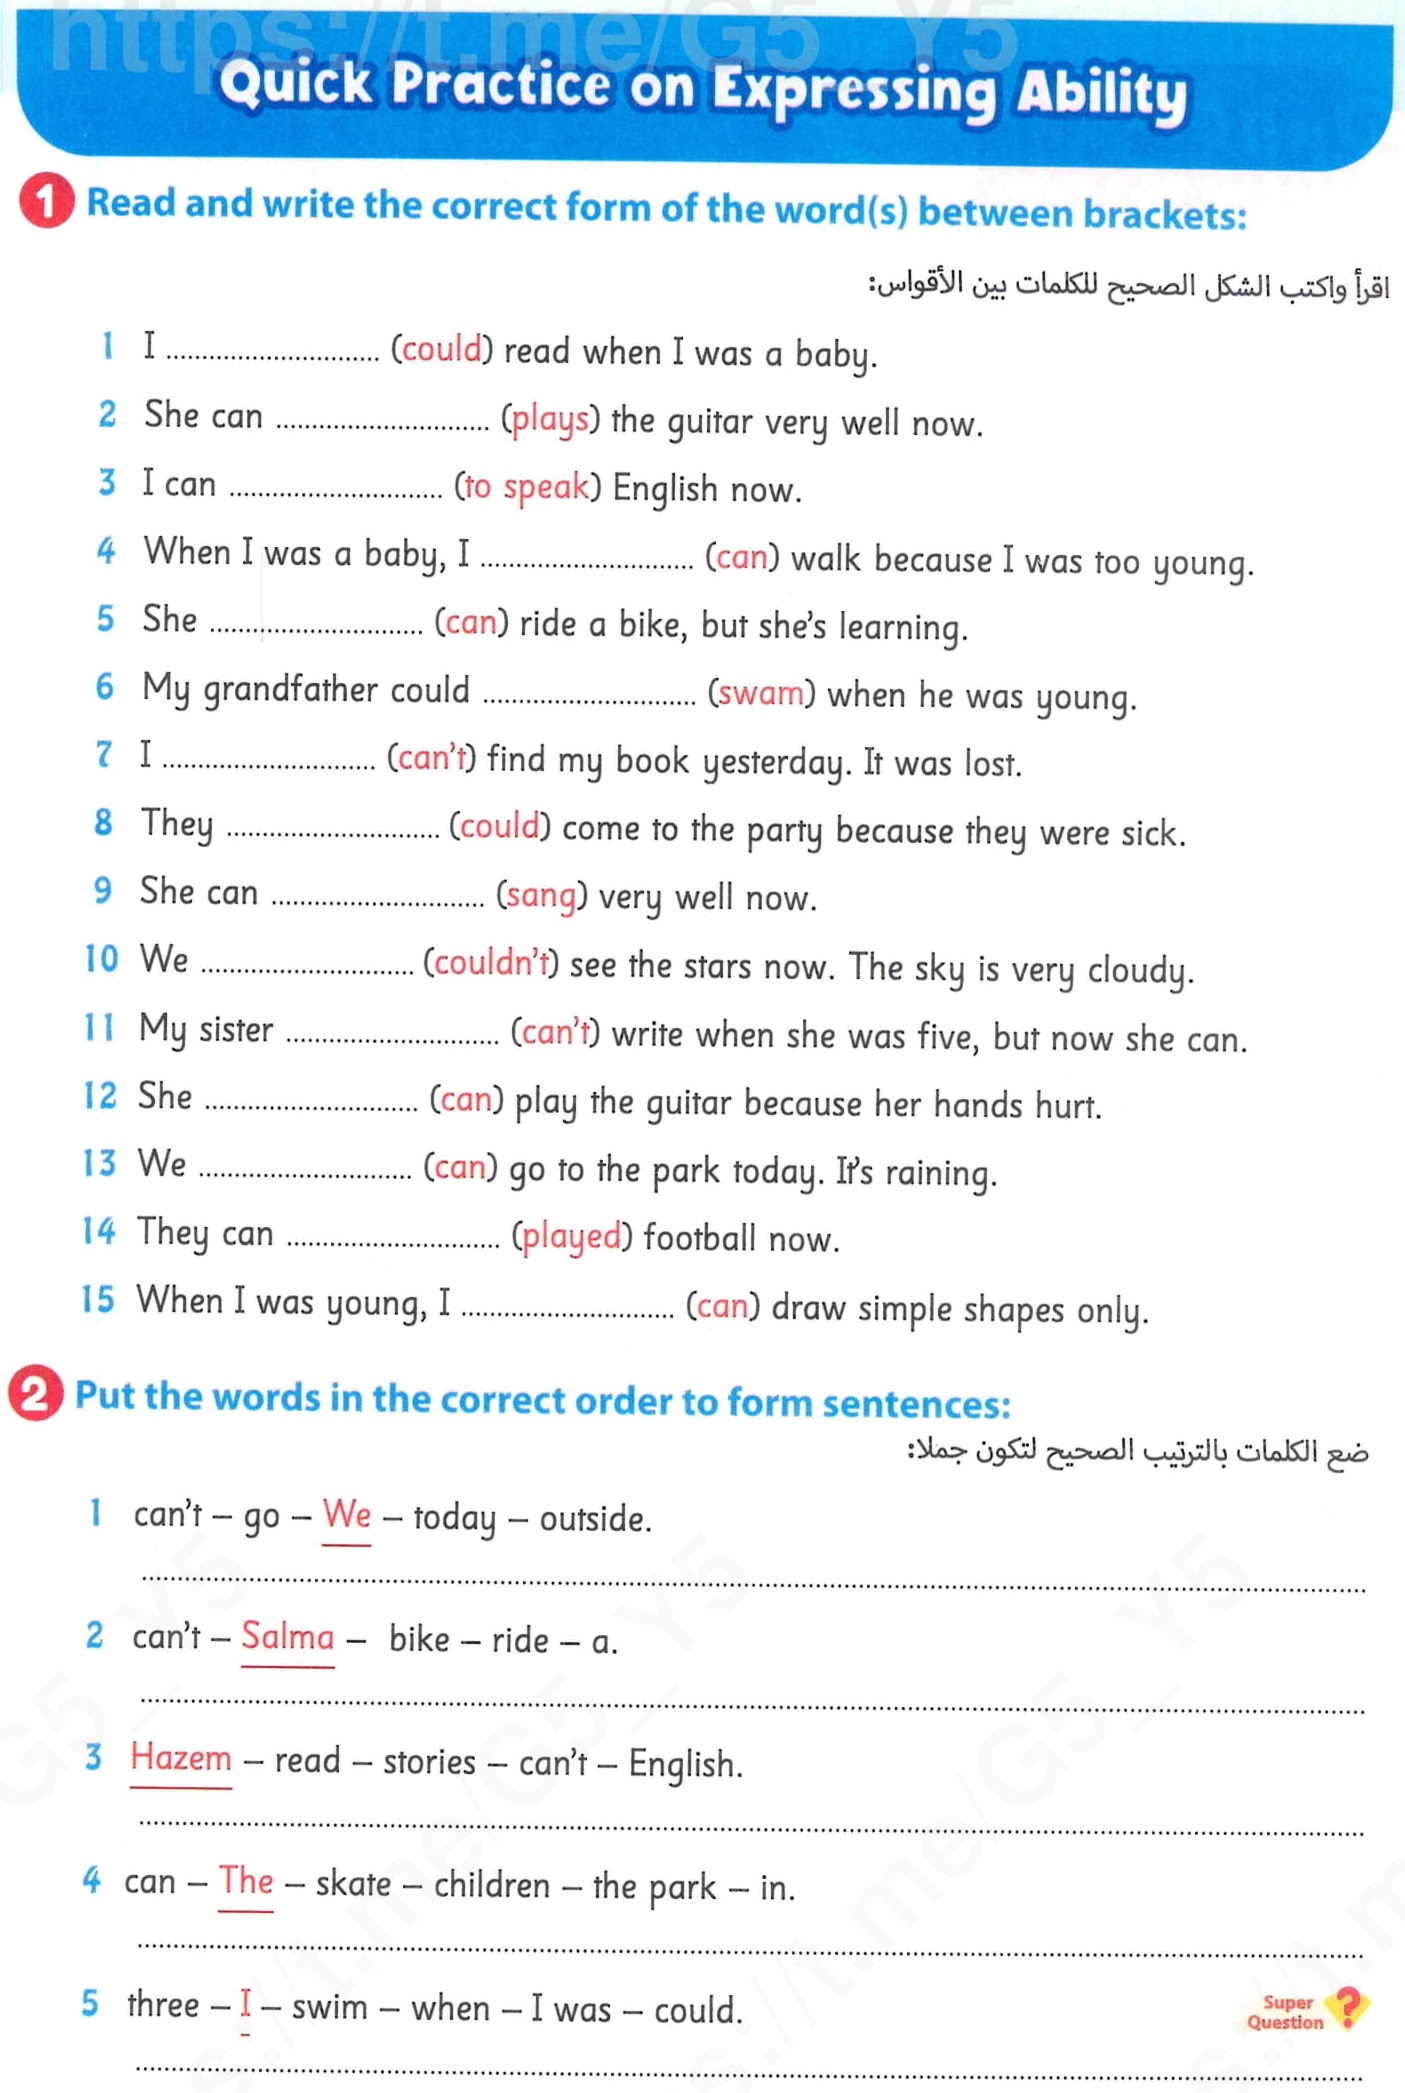 https://t.me/G5_Y5
Quick Practice on Expressing Ability
1 Read and write the correct form of the word(s) between brackets:
اقرأ واكتب الشكل الصحيح للكلمات بين الأقواس:
1 I .............................. (could) read when I was a baby.
2 She can .............................. (plays) the guitar very well now.
3 I can .............................. (to speak) English now.
4 When I was a baby, I .............................. (can) walk because I was too young.
5 She .............................. (can) ride a bike, but she's learning.
6 My grandfather could .............................. (swam) when he was young.
7 I .............................. (can't) find my book yesterday. It was lost.
8 They .............................. (could) come to the party because they were sick.
9 She can .............................. (sang) very well now.
10 We .............................. (couldn't) see the stars now. The sky is very cloudy.
11 My sister .............................. (can't) write when she was five, but now she can.
12 She .............................. (can) play the guitar because her hands hurt.
13 We .............................. (can) go to the park today. It's raining.
14 They can .............................. (played) football now.
15 When I was young, I .............................. (can) draw simple shapes only.
2 Put the words in the correct order to form sentences:
ضع الكلمات بالترتيب الصحيح لتكون جملا:
1 can't – go – We – today – outside.
2 can't – Salma – bike – ride – a.
3 Hazem – read – stories – can't – English.
4 can – The – skate – children – the park – in.
5 three – I – swim – when – I was – could.
Super
Question ?